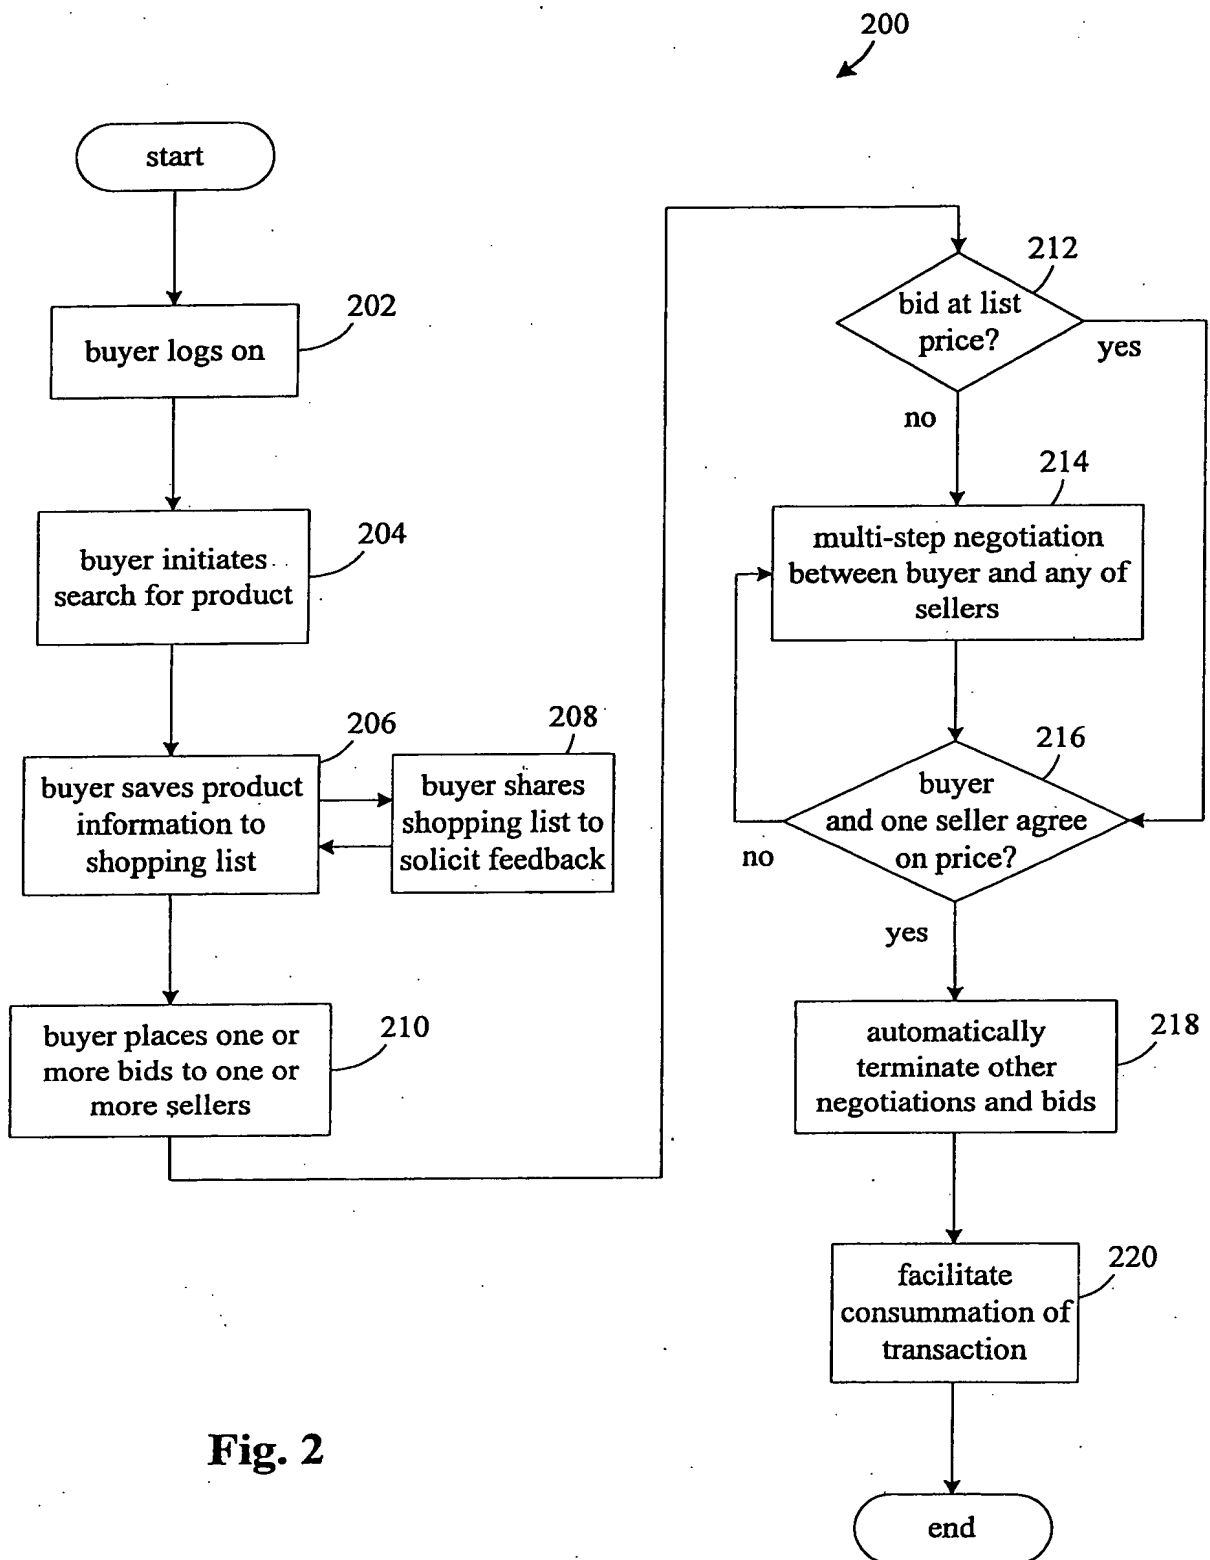 200
start
202
buyer logs on
204
buyer initiates
search for product
206
buyer saves product
information to
shopping list
208
buyer shares
shopping list to
solicit feedback
210
buyer places one or
more bids to one or
more sellers
212
bid at list
price?
yes
no
214
multi-step negotiation
between buyer and any of
sellers
216
buyer
and one seller agree
on price?
no
yes
218
automatically
terminate other
negotiations and bids
220
facilitate
consummation of
transaction
end
Fig. 2